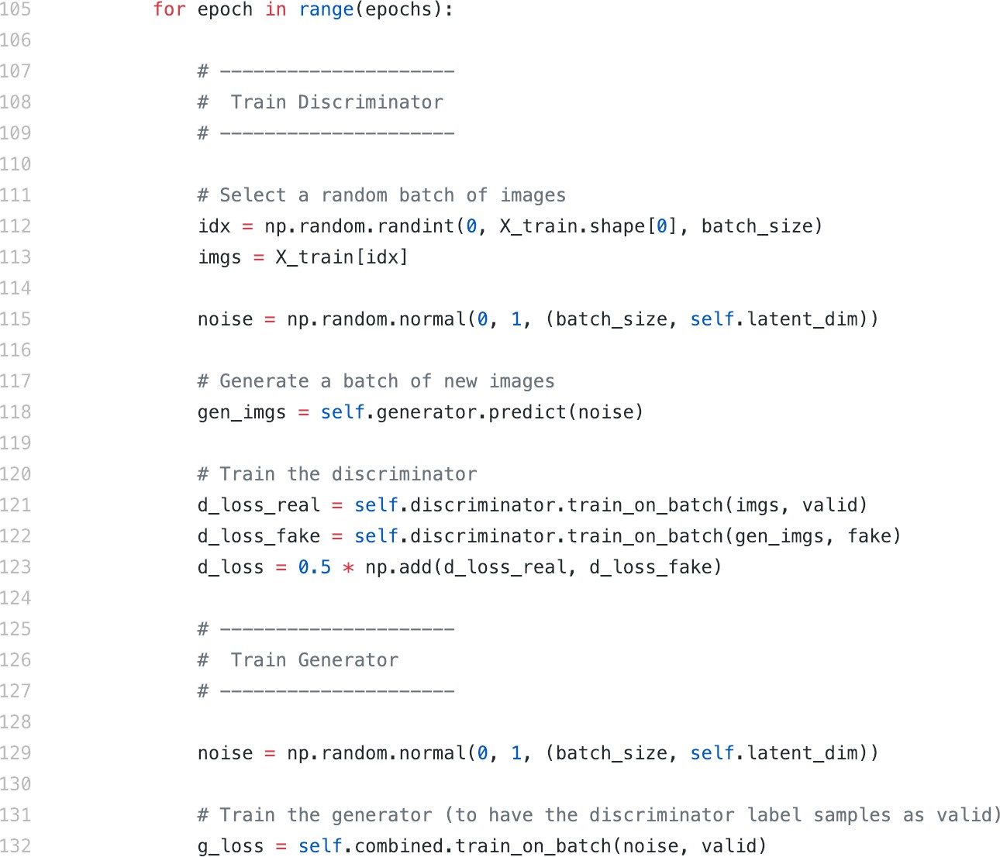 105 for epoch in range(epochs):
106
107 # ---------------------
108 #  Train Discriminator
109 # ---------------------
110
111 # Select a random batch of images
112 idx = np.random.randint(0, X_train.shape[0], batch_size)
113 imgs = X_train[idx]
114
115 noise = np.random.normal(0, 1, (batch_size, self.latent_dim))
116
117 # Generate a batch of new images
118 gen_imgs = self.generator.predict(noise)
119
120 # Train the discriminator
121 d_loss_real = self.discriminator.train_on_batch(imgs, valid)
122 d_loss_fake = self.discriminator.train_on_batch(gen_imgs, fake)
123 d_loss = 0.5 * np.add(d_loss_real, d_loss_fake)
124
125 # ---------------------
126 #  Train Generator
127 # ---------------------
128
129 noise = np.random.normal(0, 1, (batch_size, self.latent_dim))
130
131 # Train the generator (to have the discriminator label samples as valid)
132 g_loss = self.combined.train_on_batch(noise, valid)